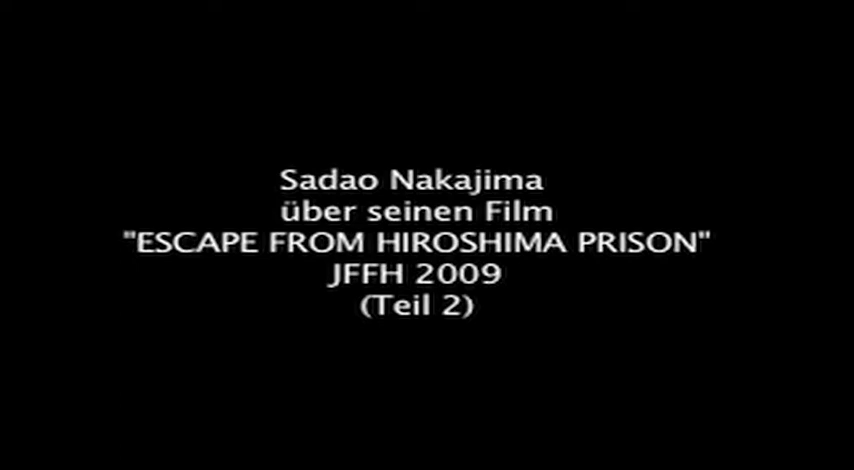 Sadao Nakajima
über seinen Film
"ESCAPE FROM HIROSHIMA PRISON"
JFFH 2009
(Teil 2)